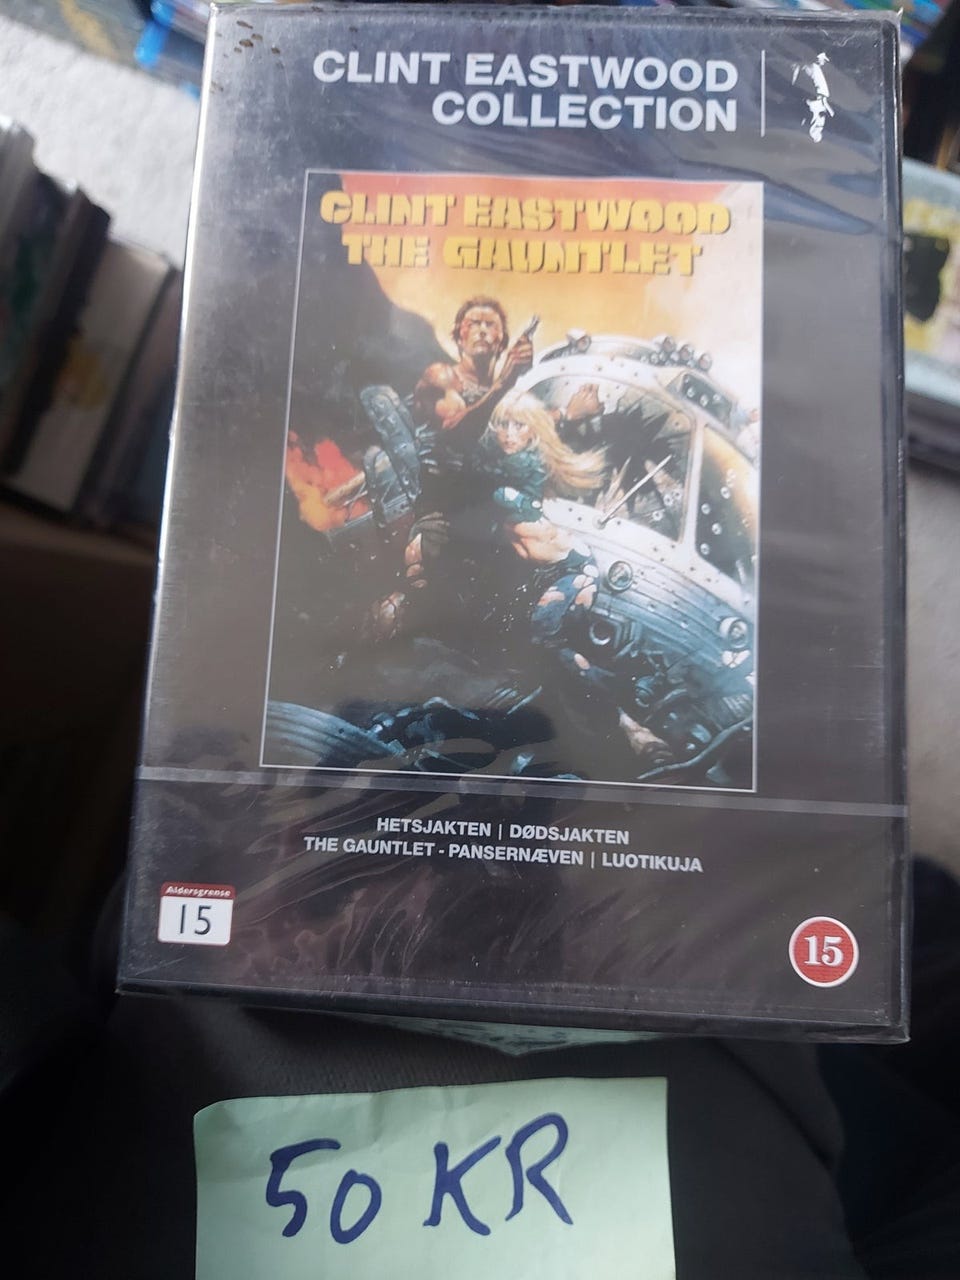 CLINT EASTWOOD
COLLECTION
CLINT EASTWOOD
THE GAUNTLET
HETSJAKTEN | DØDSJAKTEN
THE GAUNTLET - PANSERNÆVEN | LUOTIKUJA
Aldersgrense
15
15
50 KR